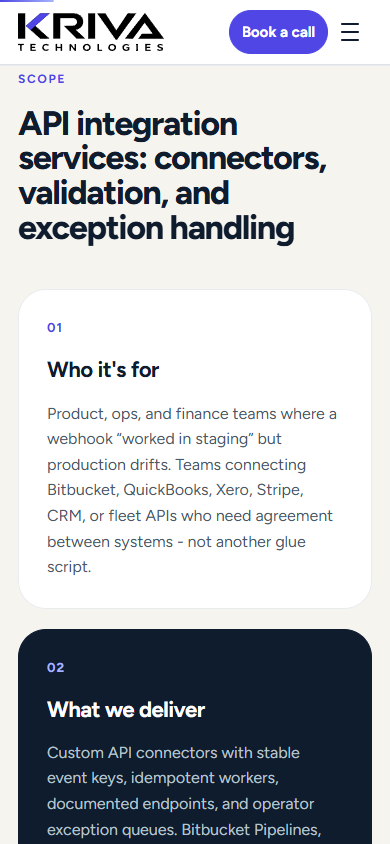 KRIVA
TECHNOLOGIES
Book a call
SCOPE
API integration
services: connectors,
validation, and
exception handling
01
Who it's for
Product, ops, and finance teams where a
webhook “worked in staging” but
production drifts. Teams connecting
Bitbucket, QuickBooks, Xero, Stripe,
CRM, or fleet APIs who need agreement
between systems - not another glue
script.
02
What we deliver
Custom API connectors with stable
event keys, idempotent workers,
documented endpoints, and operator
exception queues. Bitbucket Pipelines,